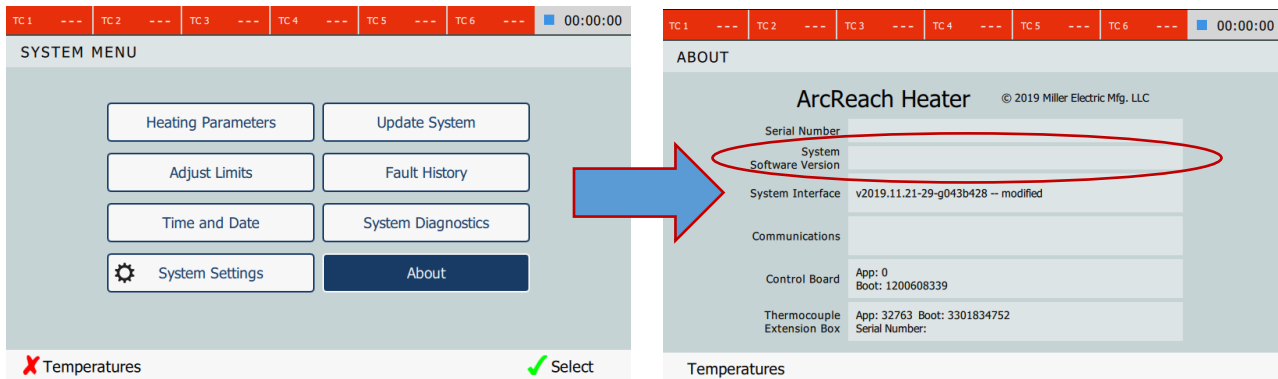 TC 1 --- TC 2 --- TC 3 --- TC 4 --- TC 5 --- TC 6 --- 00:00:00
SYSTEM MENU
Heating Parameters
Update System
Adjust Limits
Fault History
Time and Date
System Diagnostics
System Settings
About
Temperatures
Select
TC 1 --- TC 2 --- TC 3 --- TC 4 --- TC 5 --- TC 6 --- 00:00:00
ABOUT
ArcReach Heater © 2019 Miller Electric Mfg. LLC
Serial Number
System
Software Version
System Interface v2019.11.21-29-g043b428 -- modified
Communications
Control Board
App: 0
Boot: 1200608339
Thermocouple
Extension Box
App: 32763 Boot: 3301834752
Serial Number:
Temperatures